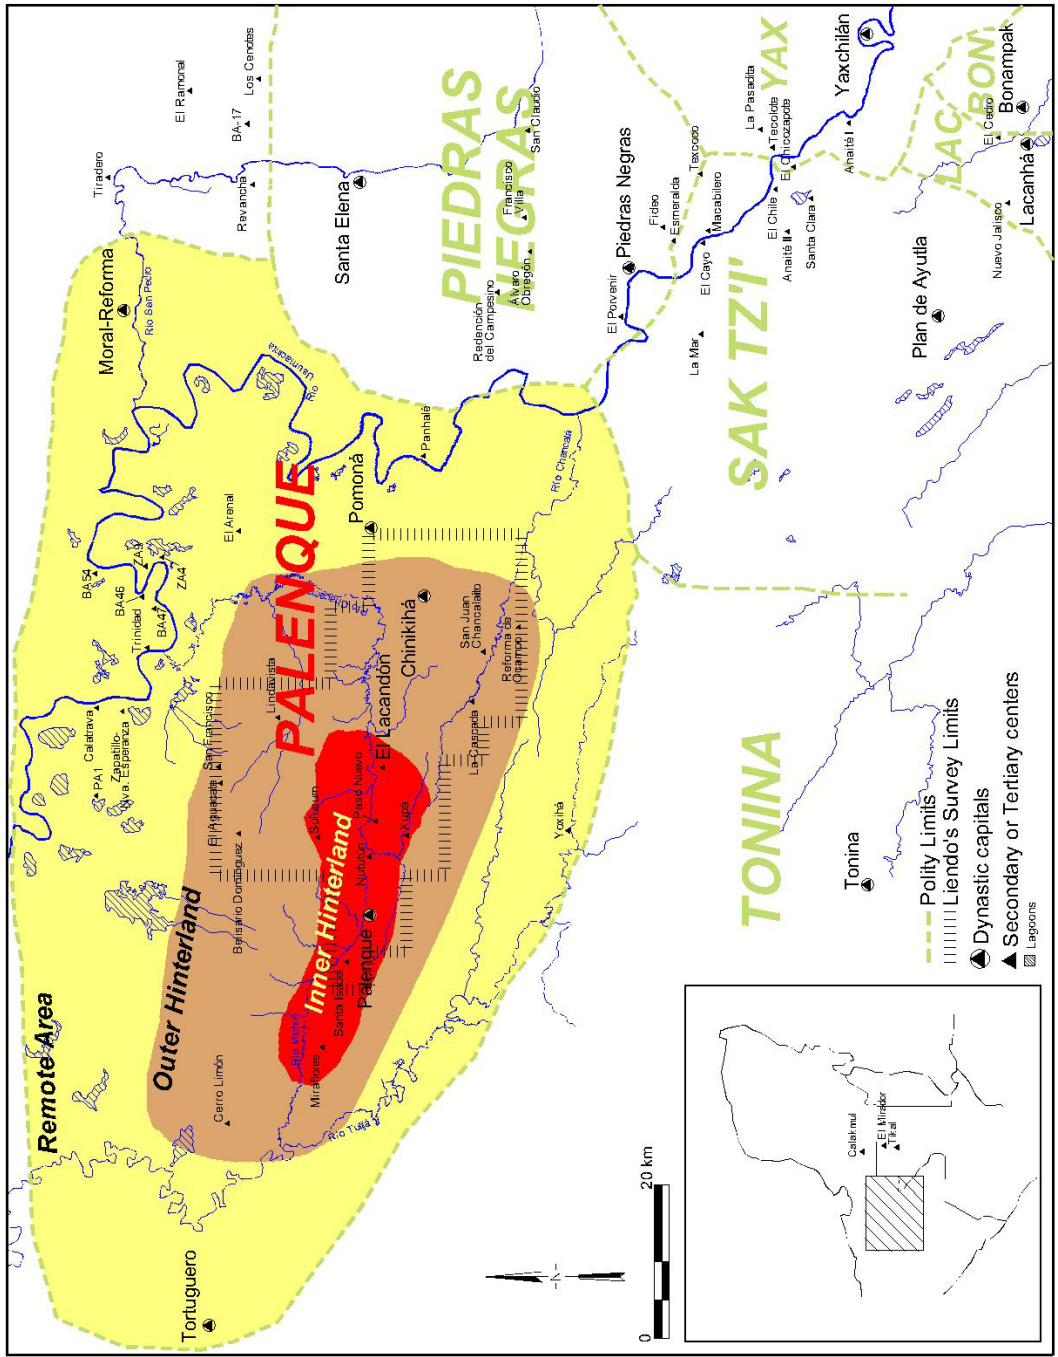 Remote Area
Outer Hinterland
Inner Hinterland
PALENQUE
PIEDRAS
NEGRAS
SAK TZ'I'
YAX
LAC
BON
TONINA
Tortuguero
Cerro Limón
Miraflores
Río Tulijá
Río Michol
Santa Isabel
Palenque
Nututún
Belisario Domínguez
El Aguacate
San Francisco
Sulusum
Paso Nuevo
Xupá
El Lacandón
Lindavista
La Cascada
Chinikihá
San Juan
Chancalaito
Reforma de
Ocampo
Yoxihá
PA1
Calatrava
Zapatillo-
Nva. Esperanza
Trinidad
BA47
BA46
BA54
ZA9
ZA4
El Arenal
Pomoná
Panhalé
Río Chancalá
Río
Usumacinta
Moral-Reforma
Río San Pedro
Tiradero
Revancha
BA-17
El Ramonal
Los Cenotes
Santa Elena
Redención
del Campesino
Álvaro
Obregón
Francisco
Villa
San Claudio
El Porvenir
Piedras Negras
Fideo
Esmeralda
Texcoco
Macabilero
El Cayo
La Mar
La Pasadita
Tecolote
El Chicozapote
El Chile
Anaité II
Santa Clara
Anaité I
Yaxchilán
Plan de Ayutla
Nuevo Jalisco
El Cedro
Lacanhá
Bonampak
Tonina
Polity Limits
Liendo's Survey Limits
Dynastic capitals
Secondary or Tertiary centers
Lagoons
0
20 km
Calakmul
El Mirador
Tikal